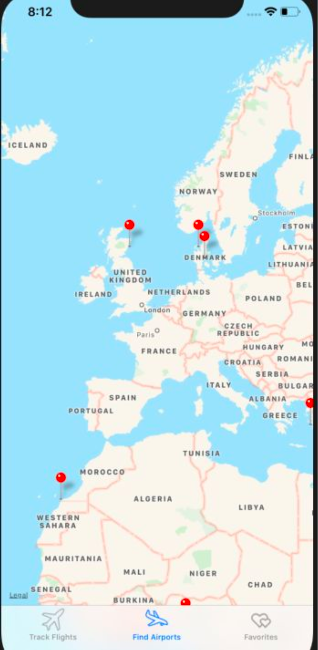 8:12
ICELAND
FINLA
SWEDEN
NORWAY
Stockholm
ESTON
LATVIA
DENMARK
LITHUANIA
UNITED
KINGDOM
BEL
IRELAND
NETHERLANDS
POLAND
London
GERMANY
Paris
CZECH
REPUBLIC
FRANCE
HUNGARY
MO
CROATIA
ROMANI
SERBIA
ITALY
BULGAR
SPAIN
ALBANIA
PORTUGAL
GREECE
TUNISIA
MOROCCO
ALGERIA
LIBYA
WESTERN
SAHARA
MAURITANIA
MALI
NIGER
CHAD
SENEGAL
Legal
BURKINA
Track Flights
Find Airports
Favorites